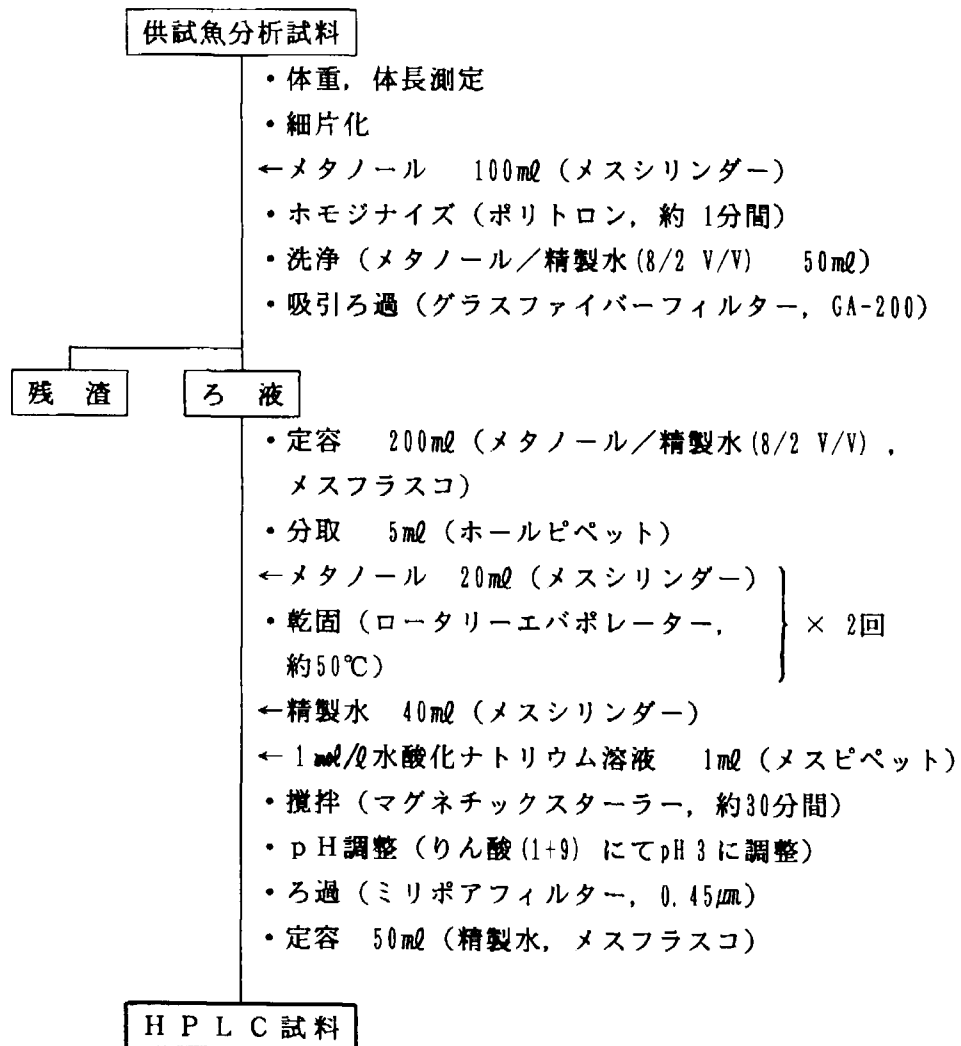 供試魚分析試料
・体重，体長測定
・細片化
←メタノール　100mℓ（メスシリンダー）
・ホモジナイズ（ポリトロン，約 1分間）
・洗浄（メタノール／精製水(8/2 V/V)　50mℓ）
・吸引ろ過（グラスファイバーフィルター，GA-200）
残　渣
ろ　液
・定容　200mℓ（メタノール／精製水(8/2 V/V)，
メスフラスコ）
・分取　5mℓ（ホールピペット）
←メタノール　20mℓ（メスシリンダー）
・乾固（ロータリーエバポレーター，
× 2回
約50℃）
←精製水　40mℓ（メスシリンダー）
←1mol/ℓ水酸化ナトリウム溶液　1mℓ（メスピペット）
・攪拌（マグネチックスターラー，約30分間）
・ｐＨ調整（りん酸(1+9) にてpH 3 に調整）
・ろ過（ミリポアフィルター，0.45μm）
・定容　50mℓ（精製水，メスフラスコ）
ＨＰＬＣ試料